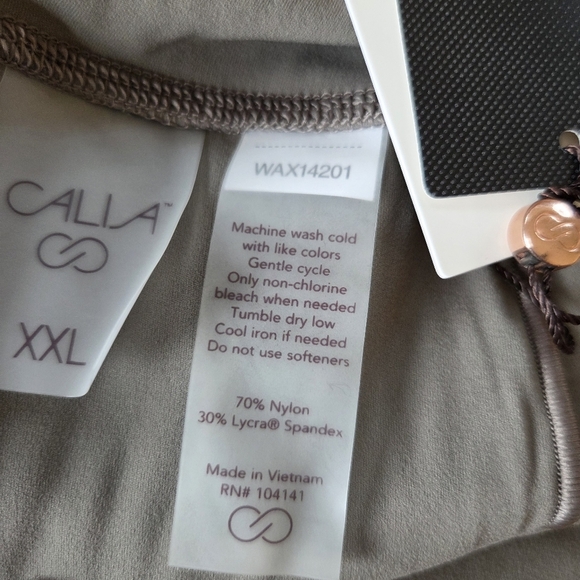 CALIA™
XXL
WAX14201
Machine wash cold
with like colors
Gentle cycle
Only non-chlorine
bleach when needed
Tumble dry low
Cool iron if needed
Do not use softeners
70% Nylon
30% Lycra® Spandex
Made in Vietnam
RN# 104141